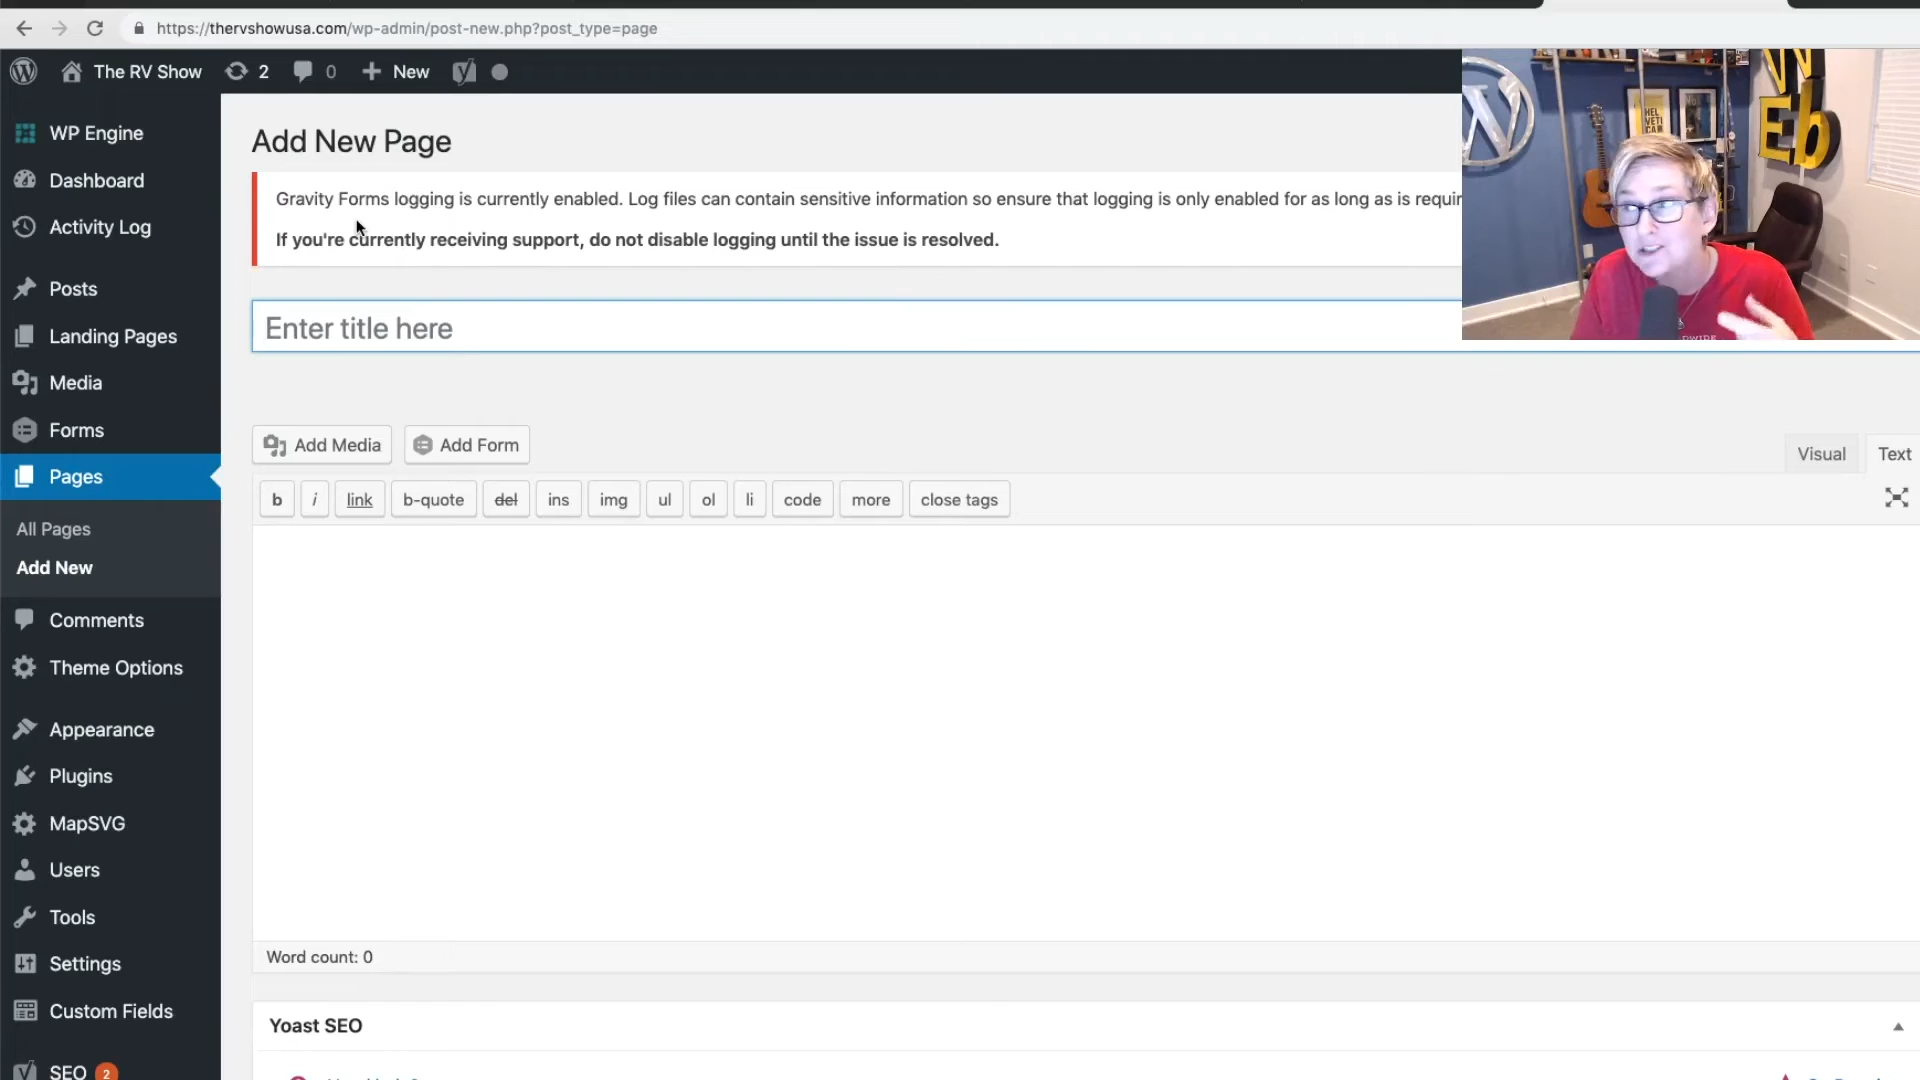 https://thervshowusa.com/wp-admin/post-new.php?post_type=page
The RV Show
2
0
New
WP Engine
Dashboard
Activity Log
Posts
Landing Pages
Media
Forms
Pages
All Pages
Add New
Comments
Theme Options
Appearance
Plugins
MapSVG
Users
Tools
Settings
Custom Fields
SEO 2
Add New Page
Gravity Forms logging is currently enabled. Log files can contain sensitive information so ensure that logging is only enabled for as long as is
If you're currently receiving support, do not disable logging until the issue is resolved.
Enter title here
Add Media
Add Form
Visual
Text
b
i
link
b-quote
del
ins
img
ul
ol
li
code
more
close tags
Word count: 0
Yoast SEO
HEL
VETI
CA
NO
W
Eb